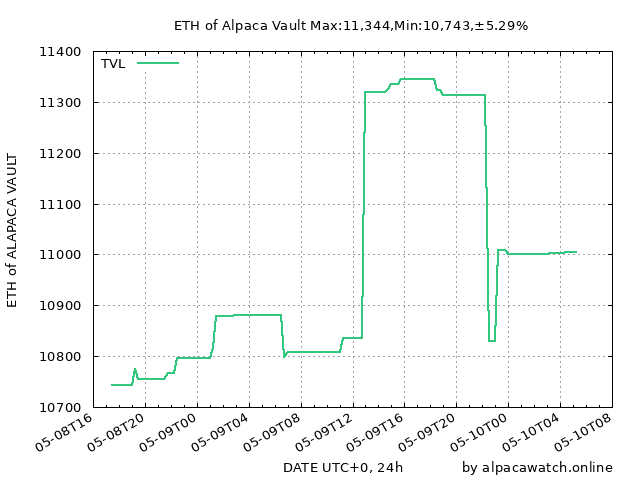 ETH of Alpaca Vault Max:11,344,Min:10,743,±5.29%
TVL
11400
11300
11200
11100
11000
10900
10800
10700
ETH of ALAPACA VAULT
05-08T16
05-08T20
05-09T00
05-09T04
05-09T08
05-09T12
05-09T16
05-09T20
05-10T00
05-10T04
05-10T08
DATE UTC+0, 24h
by alpacawatch.online